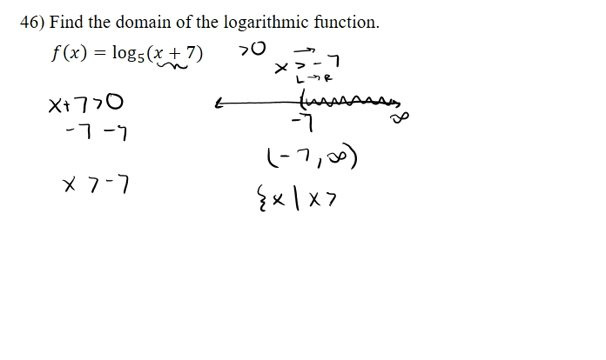 46) Find the domain of the logarithmic function.
f(x) = log₅(x + 7) >0
x > -7
L → R
x+7>0
-7 -7
-7 ∞
(-7, ∞)
x > -7
{x | x >